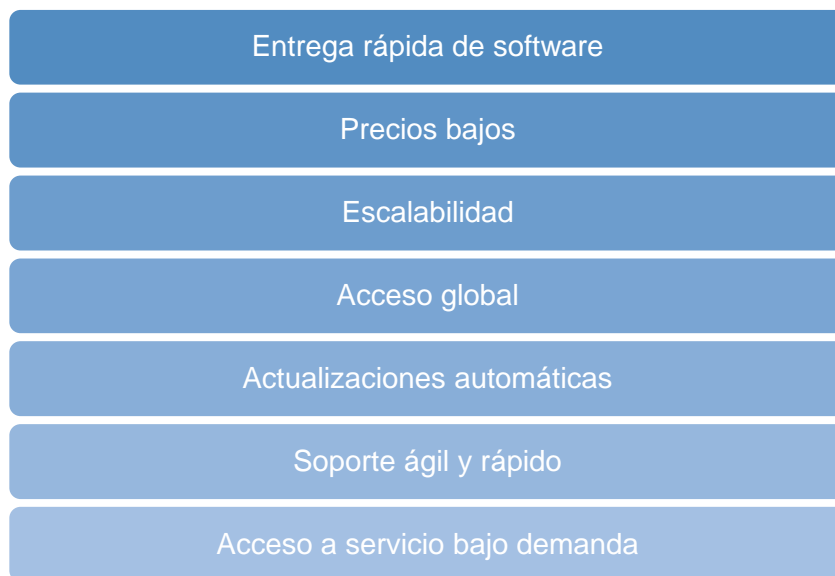 Entrega rápida de software
Precios bajos
Escalabilidad
Acceso global
Actualizaciones automáticas
Soporte ágil y rápido
Acceso a servicio bajo demanda